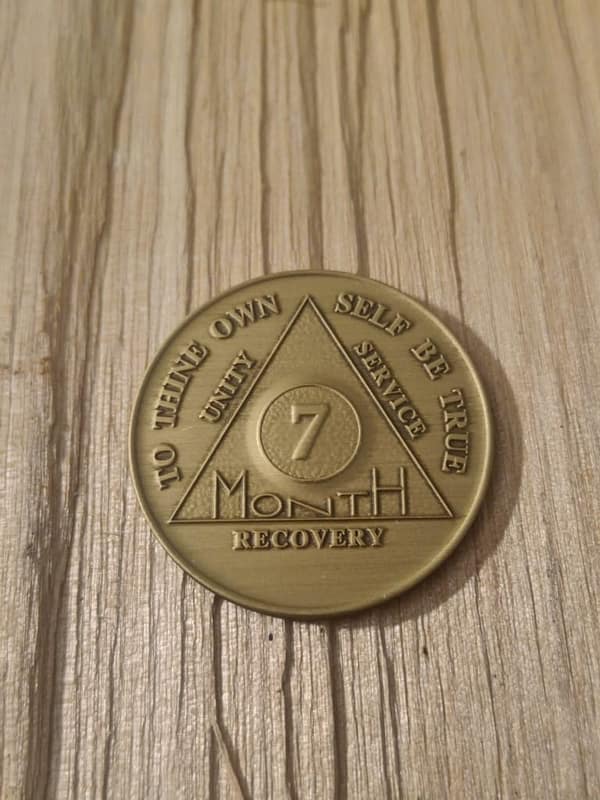 TO THINE OWN SELF BE TRUE
UNITY
SERVICE
7
MONTH
RECOVERY